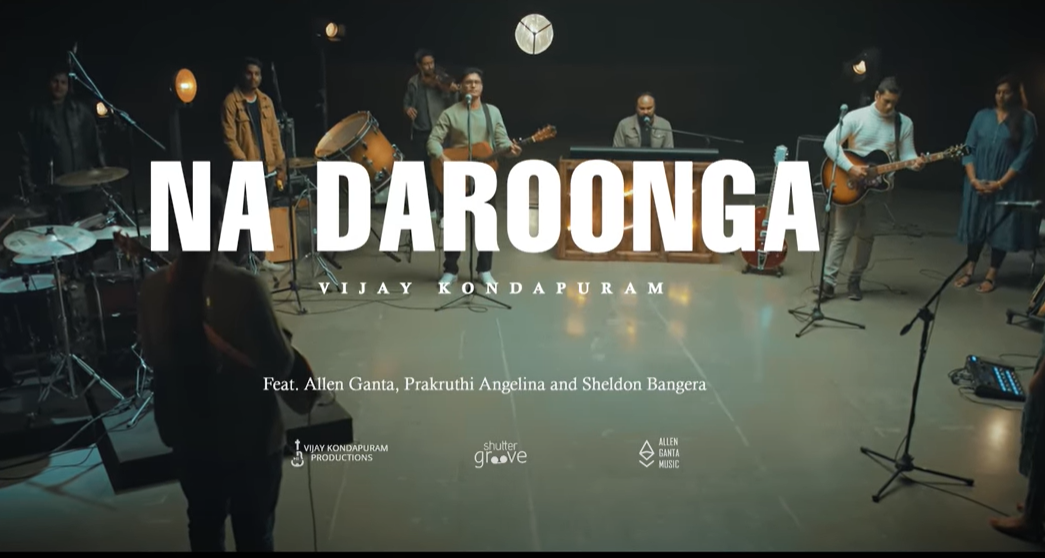 NA DAROONGA
VIJAY KONDAPURAM
Feat. Allen Ganta, Prakruthi Angelina and Sheldon Bangera
VIJAY KONDAPURAM
PRODUCTIONS
shutter
groove
ALLEN
GANTA
MUSIC